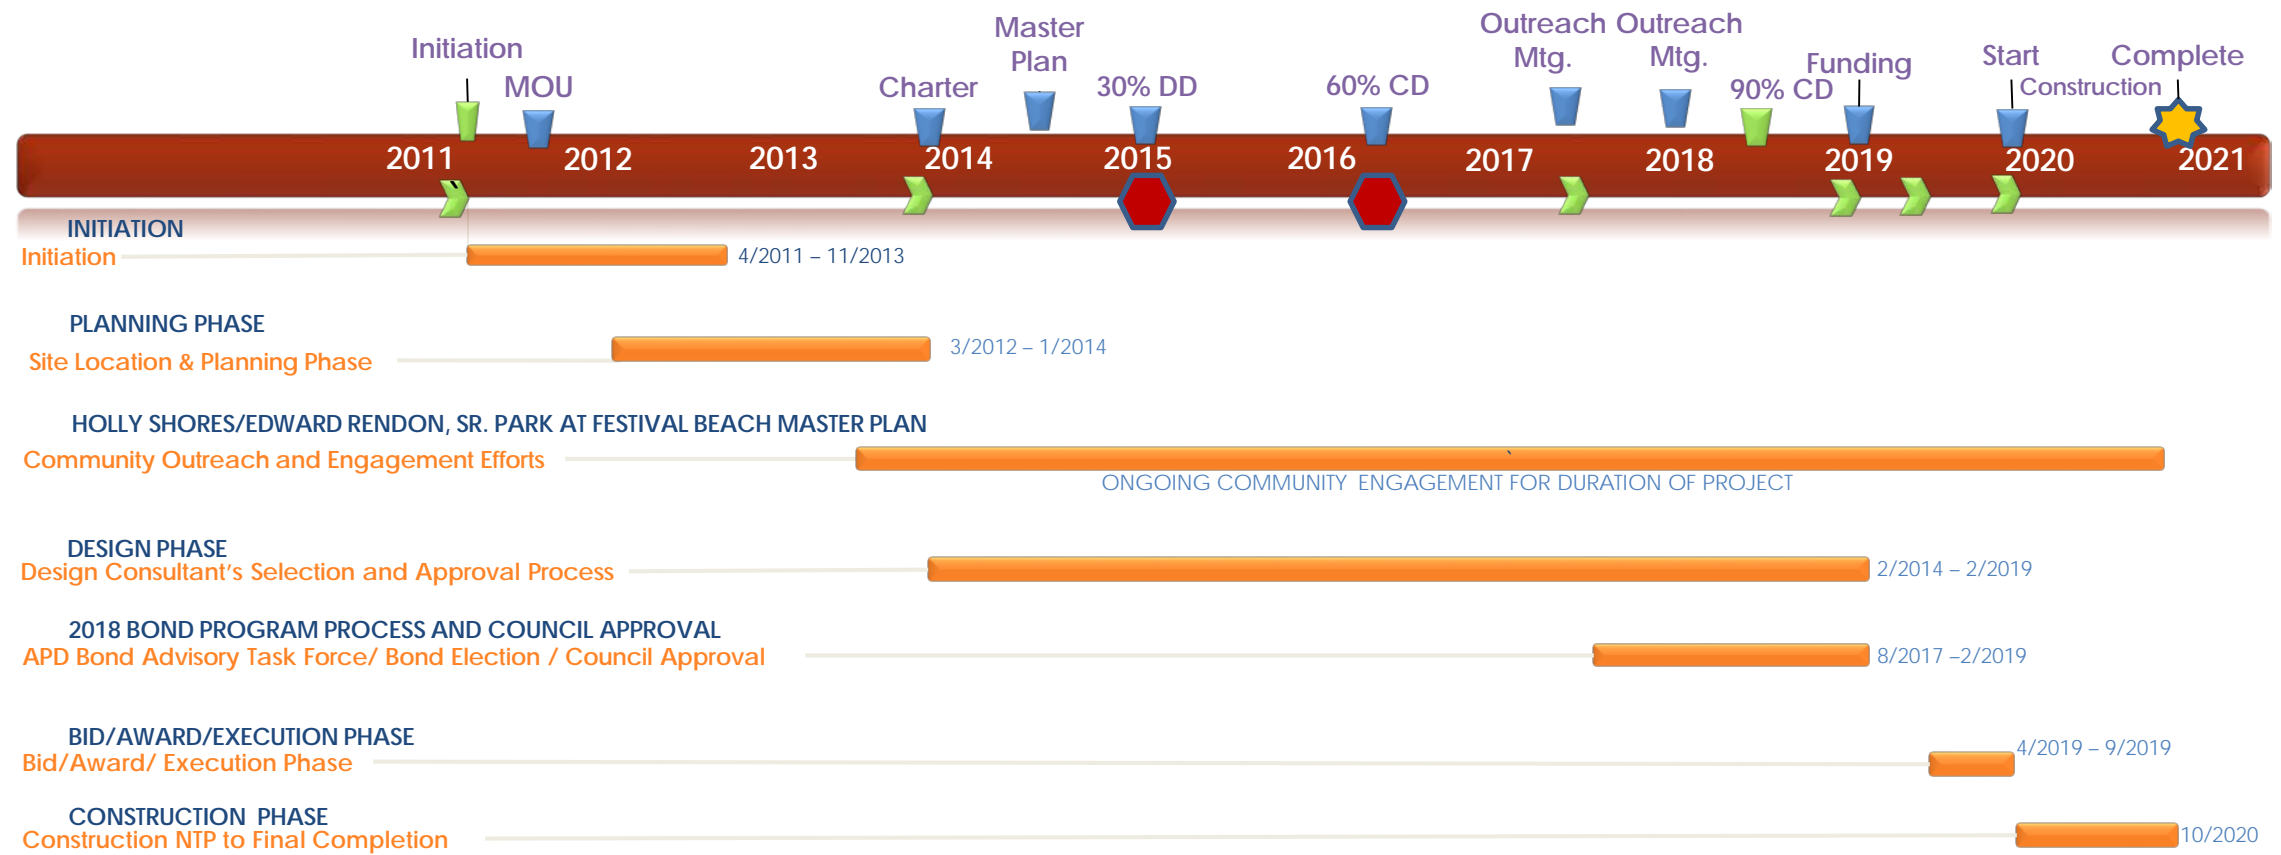 Initiation
MOU
Charter
Master
Plan
30% DD
60% CD
Outreach Outreach
Mtg. Mtg.
90% CD
Funding
Start
Construction
Complete
2011 2012 2013 2014 2015 2016 2017 2018 2019 2020 2021
INITIATION
Initiation
4/2011 – 11/2013
PLANNING PHASE
Site Location & Planning Phase
3/2012 – 1/2014
HOLLY SHORES/EDWARD RENDON, SR. PARK AT FESTIVAL BEACH MASTER PLAN
Community Outreach and Engagement Efforts
ONGOING COMMUNITY ENGAGEMENT FOR DURATION OF PROJECT
DESIGN PHASE
Design Consultant’s Selection and Approval Process
2/2014 – 2/2019
2018 BOND PROGRAM PROCESS AND COUNCIL APPROVAL
APD Bond Advisory Task Force/ Bond Election / Council Approval
8/2017 –2/2019
BID/AWARD/EXECUTION PHASE
Bid/Award/ Execution Phase
4/2019 – 9/2019
CONSTRUCTION PHASE
Construction NTP to Final Completion
10/2020